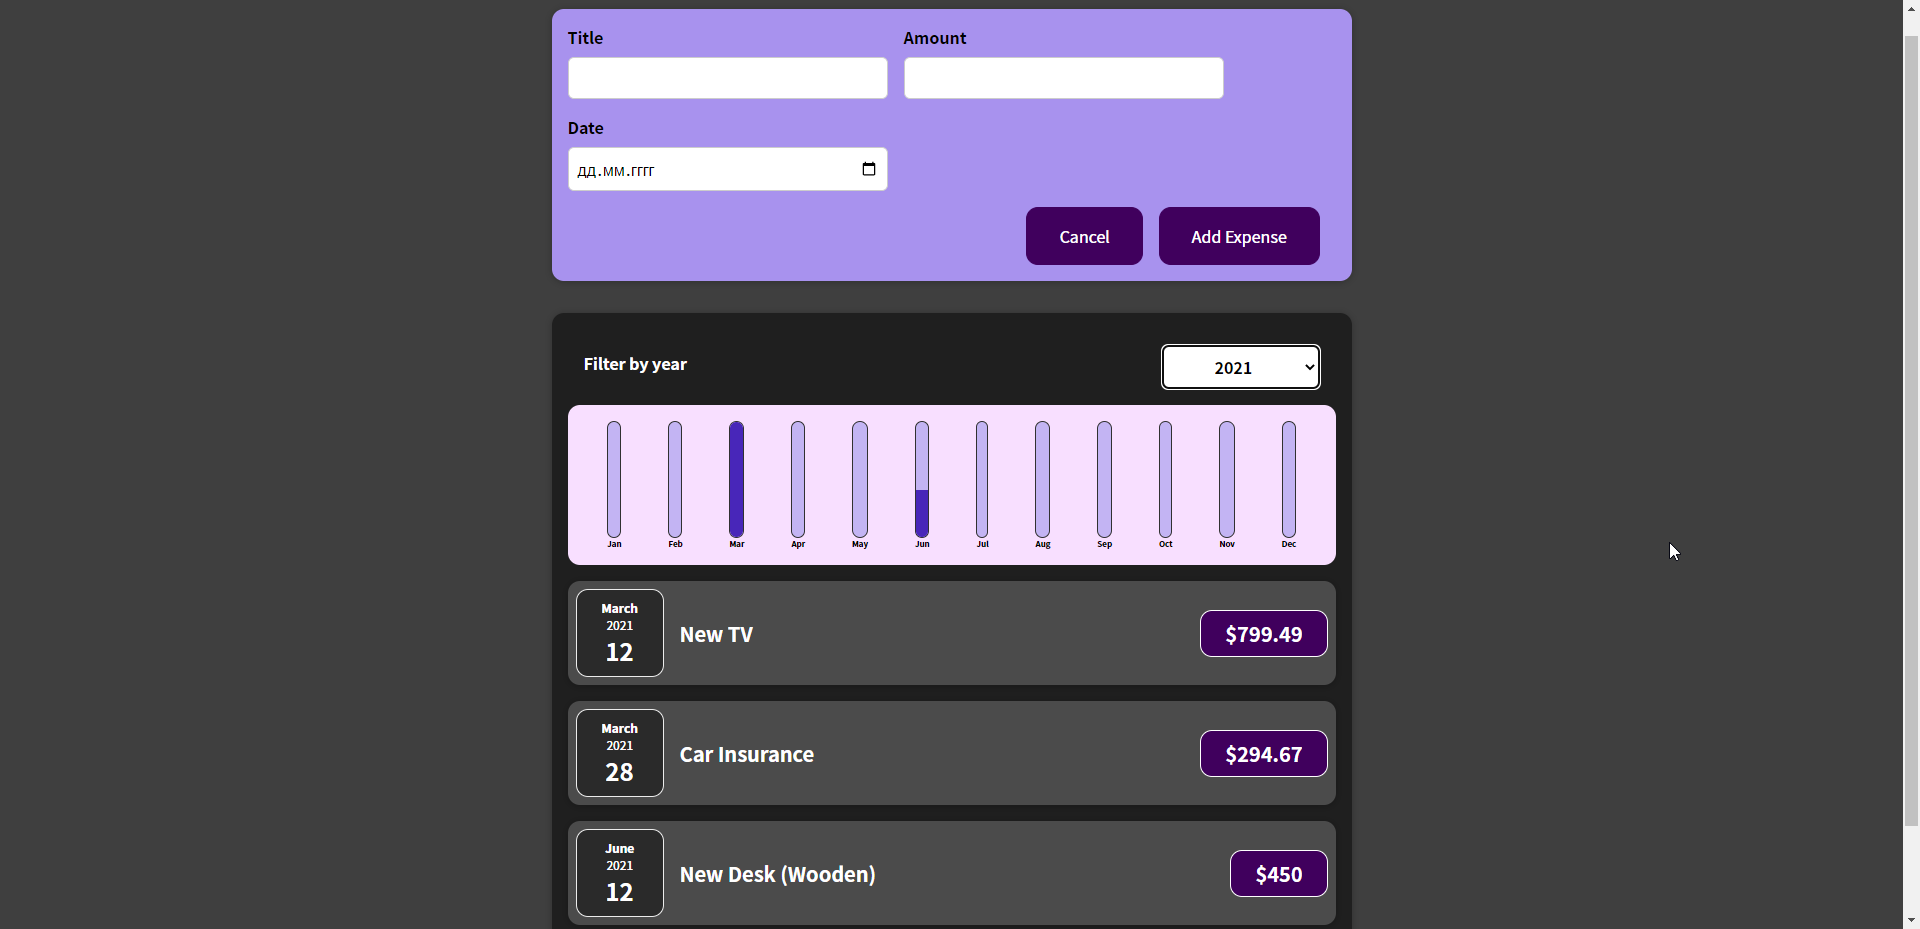 Title Amount
Date
дд.мм.гггг
Cancel Add Expense
Filter by year 2021
Jan Feb Mar Apr May Jun Jul Aug Sep Oct Nov Dec
March
2021
12
New TV
$799.49
March
2021
28
Car Insurance
$294.67
June
2021
12
New Desk (Wooden)
$450